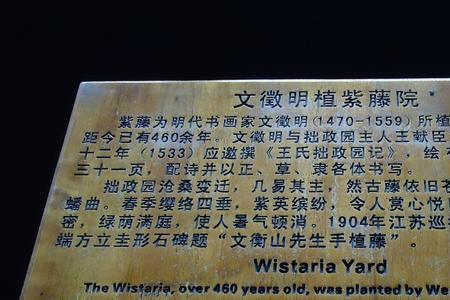 文徵明植紫藤院
紫藤为明代书画家文徵明(1470-1559)所植
距今已有460余年。文徵明与拙政园主人王献臣
十二年（1533）应邀撰《王氏拙政园记》，绘
三十一页，配诗并以正、草、隶各体书写。
拙政园沧桑变迁，几易其主，然古藤依旧
蟠曲。春季缨络四垂，紫英缤纷，令人赏心悦
密，绿荫满庭，使人暑气顿消。1904年江苏巡
端方立圭形石碑题“文衡山先生手植藤”。
Wistaria Yard
The Wistaria, over 460 years old, was planted by We